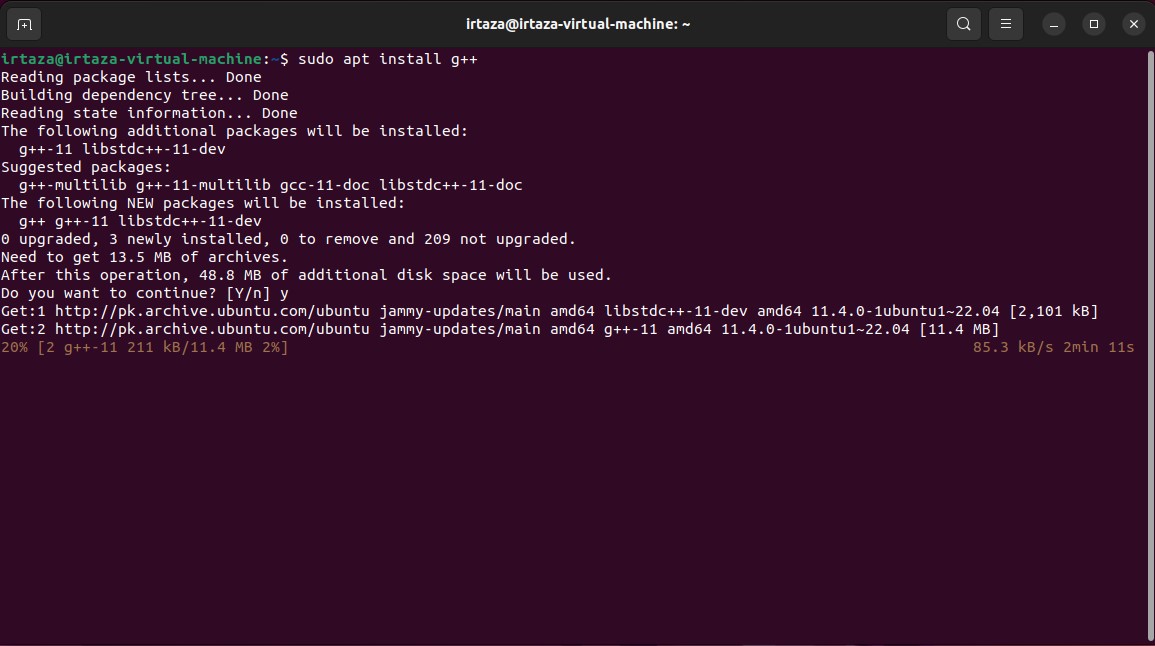 irtaza@irtaza-virtual-machine: ~
irtaza@irtaza-virtual-machine:~$ sudo apt install g++
Reading package lists... Done
Building dependency tree... Done
Reading state information... Done
The following additional packages will be installed:
  g++-11 libstdc++-11-dev
Suggested packages:
  g++-multilib g++-11-multilib gcc-11-doc libstdc++-11-doc
The following NEW packages will be installed:
  g++ g++-11 libstdc++-11-dev
0 upgraded, 3 newly installed, 0 to remove and 209 not upgraded.
Need to get 13.5 MB of archives.
After this operation, 48.8 MB of additional disk space will be used.
Do you want to continue? [Y/n] y
Get:1 http://pk.archive.ubuntu.com/ubuntu jammy-updates/main amd64 libstdc++-11-dev amd64 11.4.0-1ubuntu1~22.04 [2,101 kB]
Get:2 http://pk.archive.ubuntu.com/ubuntu jammy-updates/main amd64 g++-11 amd64 11.4.0-1ubuntu1~22.04 [11.4 MB]
20% [2 g++-11 211 kB/11.4 MB 2%] 85.3 kB/s 2min 11s